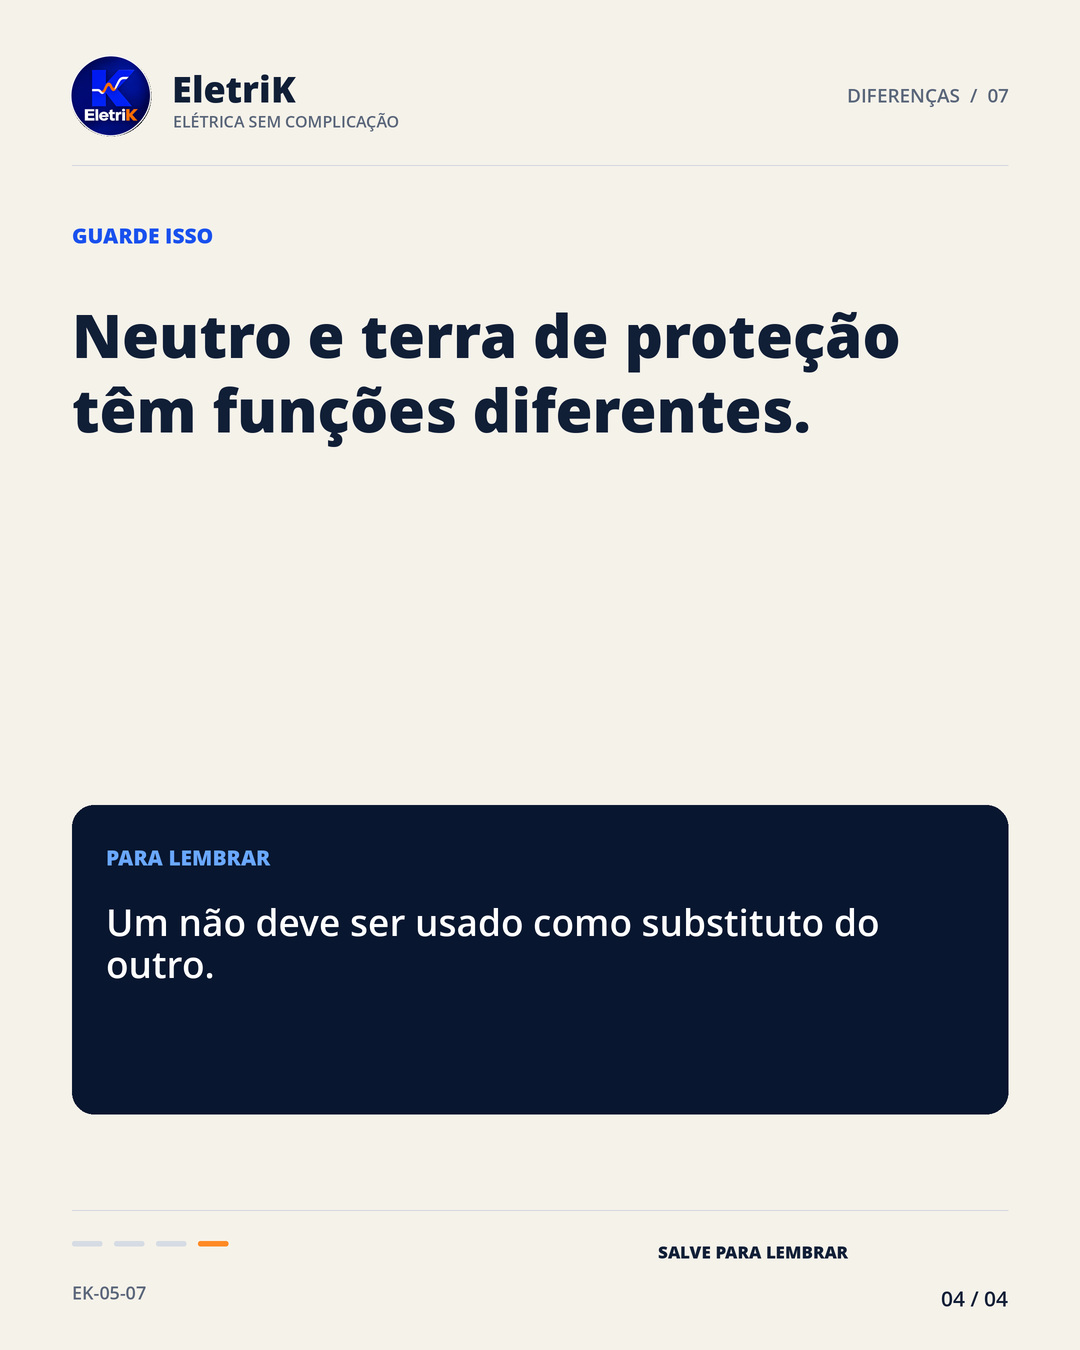 K
EletriK
EletriK
ELÉTRICA SEM COMPLICAÇÃO
DIFERENÇAS / 07
GUARDE ISSO
Neutro e terra de proteção
têm funções diferentes.
PARA LEMBRAR
Um não deve ser usado como substituto do
outro.
SALVE PARA LEMBRAR
EK-05-07
04 / 04